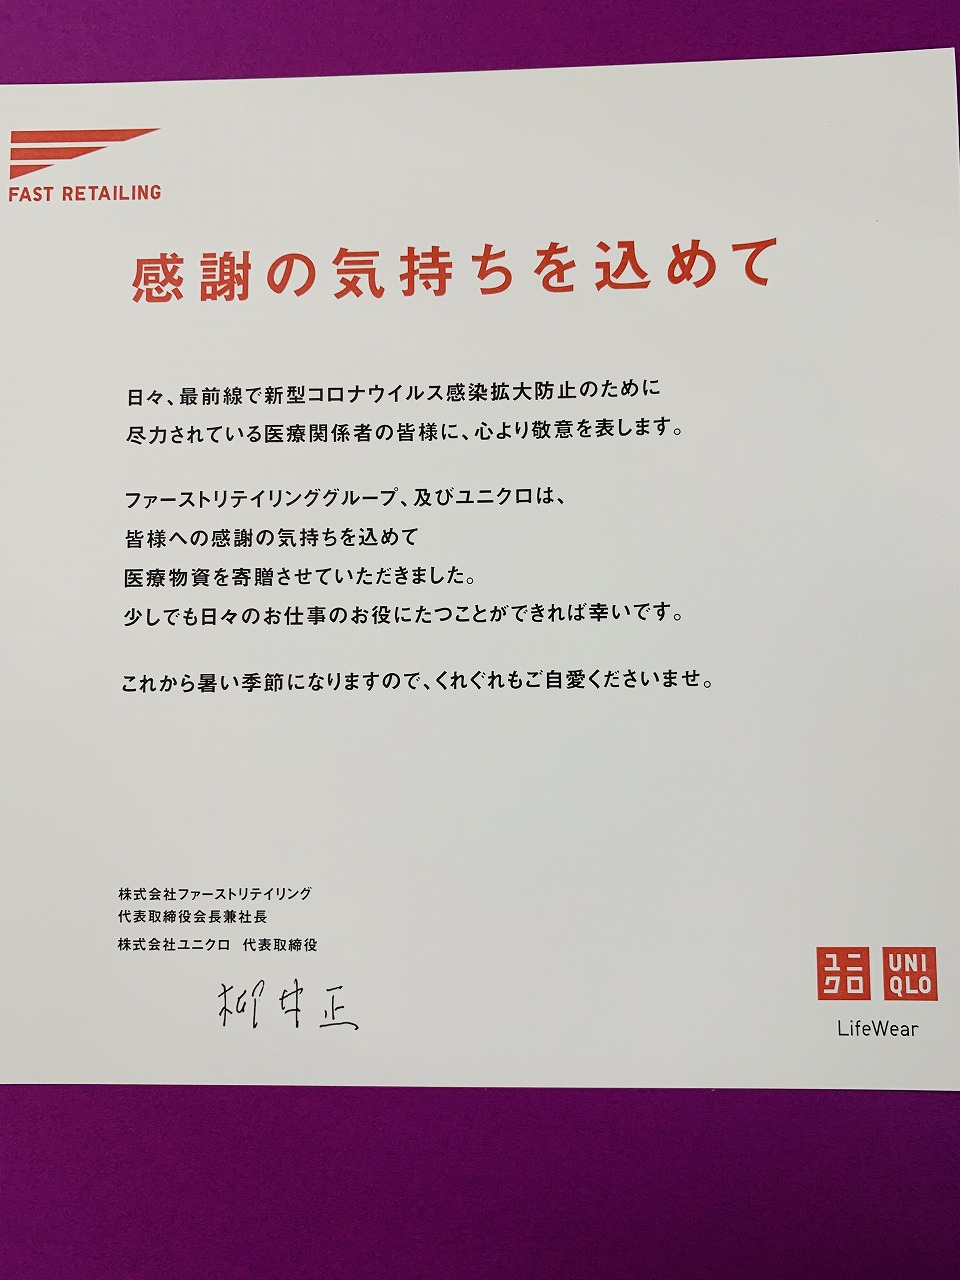 FAST RETAILING
感謝の気持ちを込めて
日々、最前線で新型コロナウイルス感染拡大防止のために
尽力されている医療関係者の皆様に、心より敬意を表します。
ファーストリテイリンググループ、及びユニクロは、
皆様への感謝の気持ちを込めて
医療物資を寄贈させていただきました。
少しでも日々のお仕事のお役にたつことができれば幸いです。
これから暑い季節になりますので、くれぐれもご自愛くださいませ。
株式会社ファーストリテイリング
代表取締役会長兼社長
株式会社ユニクロ 代表取締役
柳井正
ユニ
クロ
UNI
QLO
LifeWear